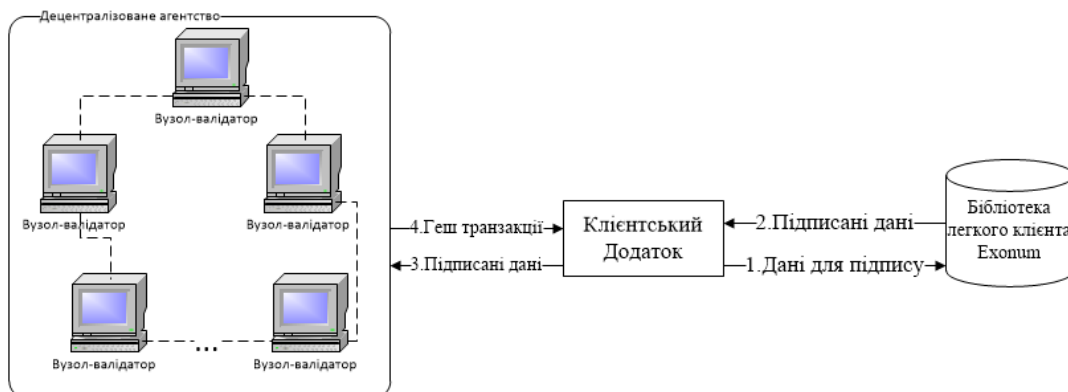 Децентралізоване агентство
Вузол-валідатор
Вузол-валідатор
Вузол-валідатор
Вузол-валідатор
...
Вузол-валідатор
4.Геш транзакції
3.Підписані дані
Клієнтський
Додаток
2.Підписані дані
1.Дані для підпису
Бібліотека
легкого клієнта
Exonum